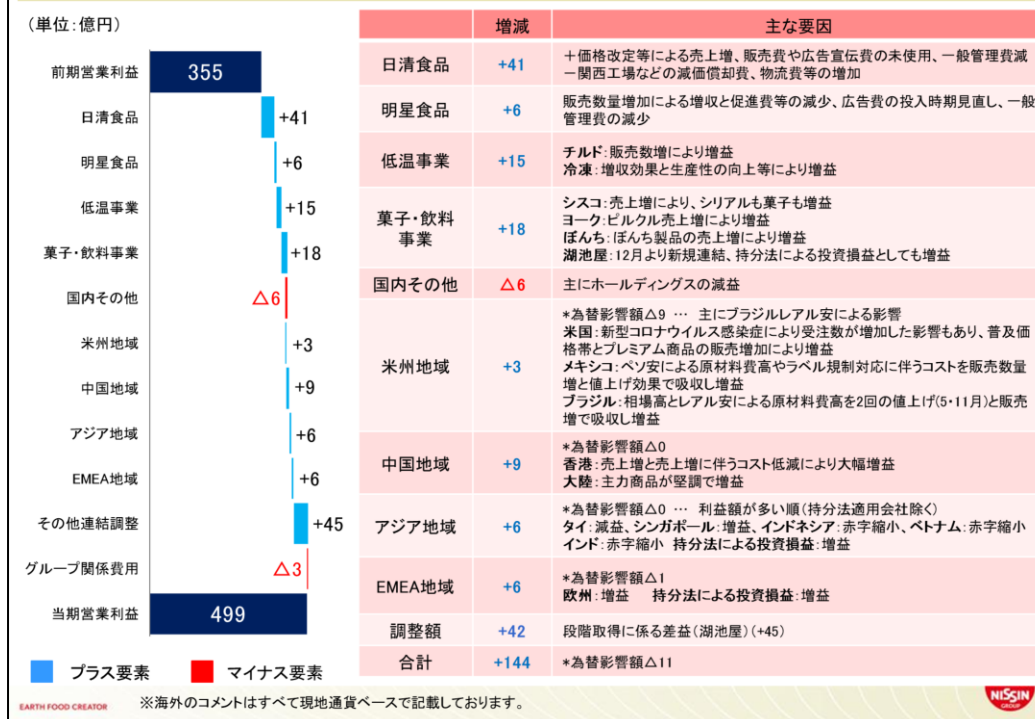 （単位：億円）
前期営業利益 355
日清食品 +41
明星食品 +6
低温事業 +15
菓子・飲料事業 +18
国内その他 △6
米州地域 +3
中国地域 +9
アジア地域 +6
EMEA地域 +6
その他連結調整 +45
グループ関係費用 △3
当期営業利益 499
プラス要素 マイナス要素
増減 主な要因
日清食品 +41
＋価格改定等による売上増、販売費や広告宣伝費の未使用、一般管理費減
－関西工場などの減価償却費、物流費等の増加
明星食品 +6
販売数量増加による増収と促進費等の減少、広告費の投入時期見直し、一般
管理費の減少
低温事業 +15
チルド：販売数増により増益
冷凍：増収効果と生産性の向上等により増益
菓子・飲料
事業 +18
シスコ：売上増により、シリアルも菓子も増益
ヨーク：ピルクル売上増により増益
ぼんち：ぼんち製品の売上増により増益
湖池屋：12月より新規連結、持分法による投資損益としても増益
国内その他 △6 主にホールディングスの減益
米州地域 +3
*為替影響額△9 … 主にブラジルレアル安による影響
米国：新型コロナウイルス感染症により受注数が増加した影響もあり、普及価
格帯とプレミアム商品の販売増加により増益
メキシコ：ペソ安による原材料費高やラベル規制対応に伴うコストを販売数量
増と値上げ効果で吸収し増益
ブラジル：相場高とレアル安による原材料費高を2回の値上げ(5・11月)と販売
増で吸収し増益
中国地域 +9
*為替影響額△0
香港：売上増と売上増に伴うコスト低減により大幅増益
大陸：主力商品が堅調で増益
アジア地域 +6
*為替影響額△0 … 利益額が多い順（持分法適用会社除く）
タイ：減益、シンガポール：増益、インドネシア：赤字縮小、ベトナム：赤字縮小
インド：赤字縮小 持分法による投資損益：増益
EMEA地域 +6
*為替影響額△1
欧州：増益 持分法による投資損益：増益
調整額 +42 段階取得に係る差益（湖池屋）(+45)
合計 +144 *為替影響額△11
EARTH FOOD CREATOR ※海外のコメントはすべて現地通貨ベースで記載しております。
NISSIN
GROUP